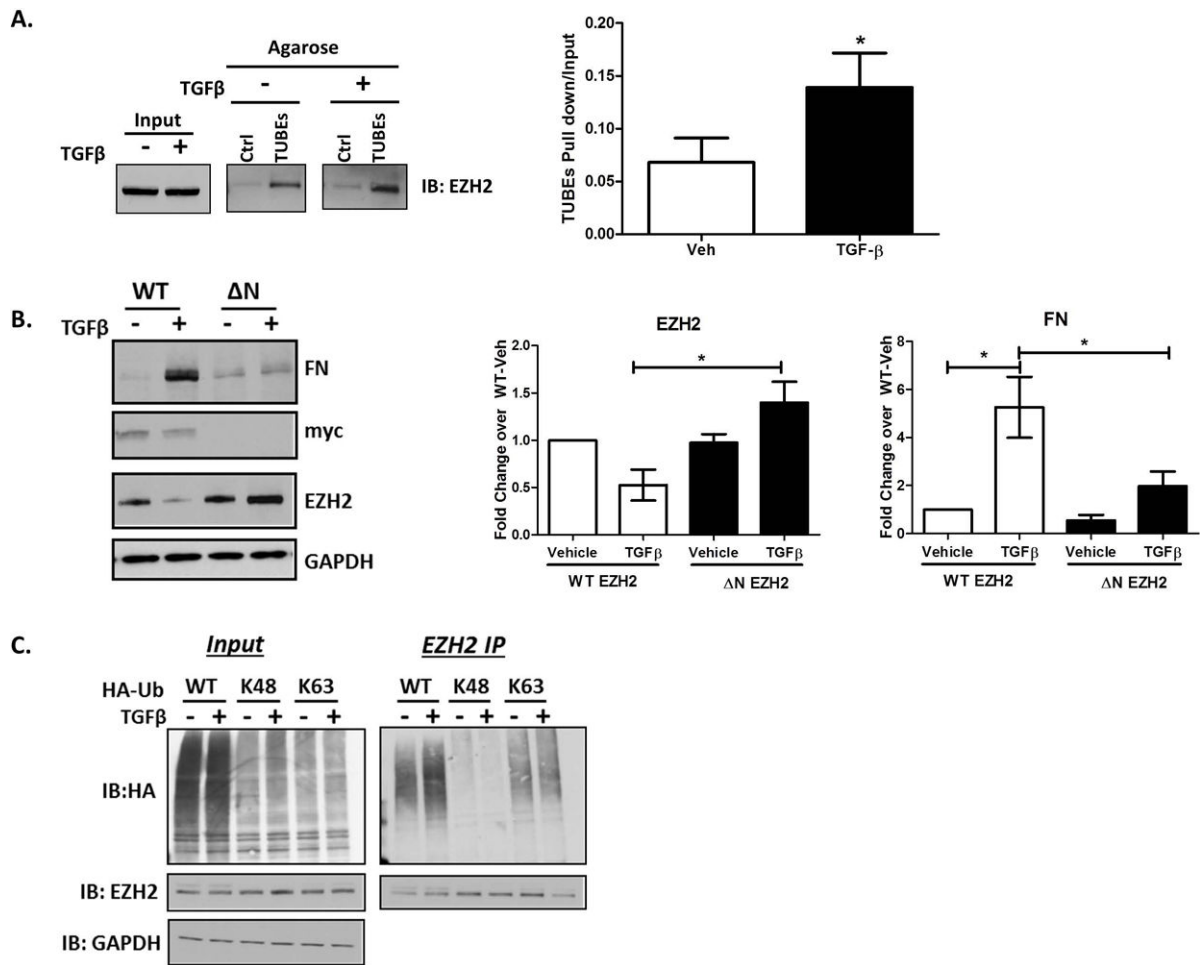 A.
Agarose
TGFβ - +
Input
TGFβ - +
Ctrl TUBEs Ctrl TUBEs
IB: EZH2
TUBEs Pull down/Input
0.20
0.15
0.10
0.05
0.00
*
Veh TGF-β
B.
WT ΔN
TGFβ - + - +
FN
myc
EZH2
GAPDH
EZH2
Fold Change over WT-Veh
2.0
1.5
1.0
0.5
0.0
*
Vehicle TGFβ Vehicle TGFβ
WT EZH2 ΔN EZH2
FN
Fold Change over WT-Veh
8
6
4
2
0
* *
Vehicle TGFβ Vehicle TGFβ
WT EZH2 ΔN EZH2
C.
Input EZH2 IP
HA-Ub WT K48 K63 WT K48 K63
TGFβ - + - + - + - + - + - +
IB:HA
IB: EZH2
IB: GAPDH